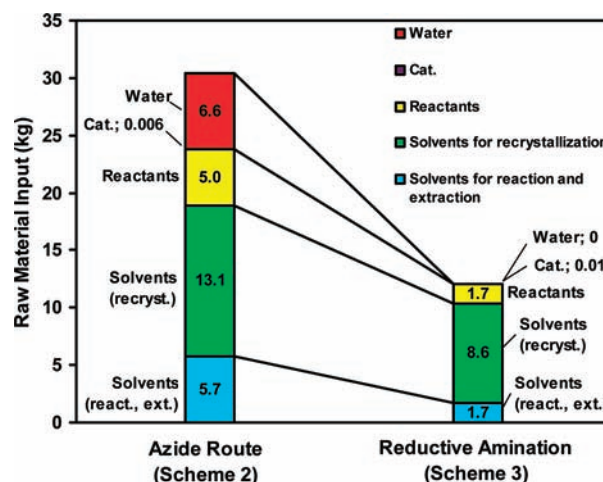 35
30
25
20
15
10
5
0
Raw Material Input (kg)
Water
Cat.
Reactants
Solvents for recrystallization
Solvents for reaction and
extraction
Water
Cat.; 0.006
Reactants
Solvents
(recryst.)
Solvents
(react., ext.)
6.6
5.0
13.1
5.7
Water; 0
Cat.; 0.01
Reactants
Solvents
(recryst.)
Solvents
(react., ext.)
1.7
8.6
1.7
Azide Route
(Scheme 2)
Reductive Amination
(Scheme 3)